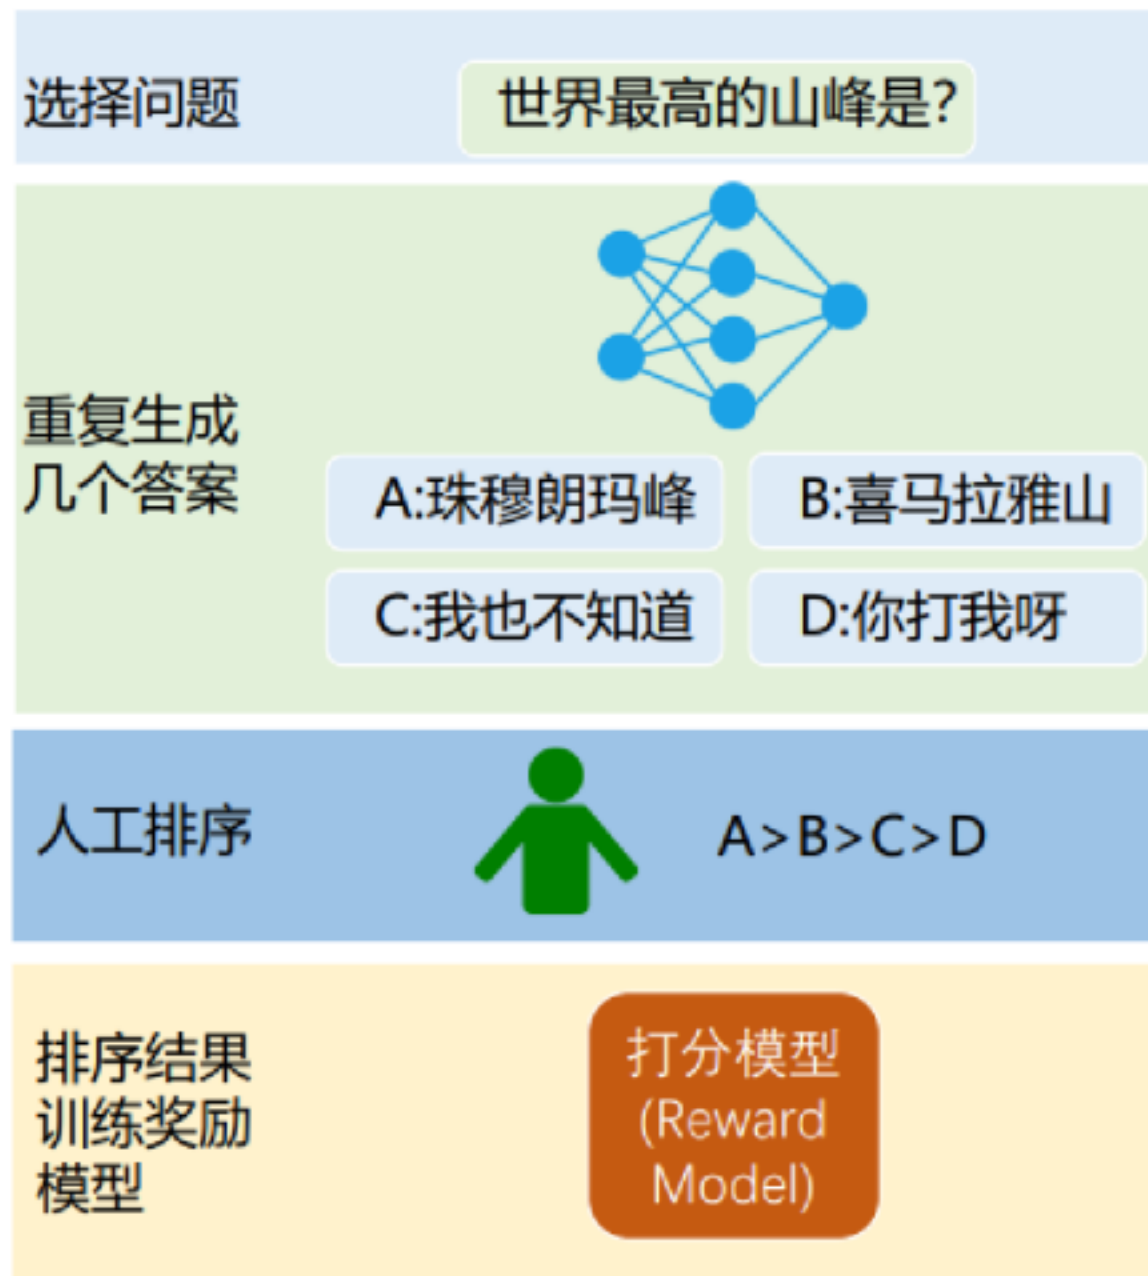 选择问题
世界最高的山峰是?
重复生成
几个答案
A:珠穆朗玛峰
B:喜马拉雅山
C:我也不知道
D:你打我呀
人工排序
A>B>C>D
排序结果
训练奖励
模型
打分模型
(Reward
Model)